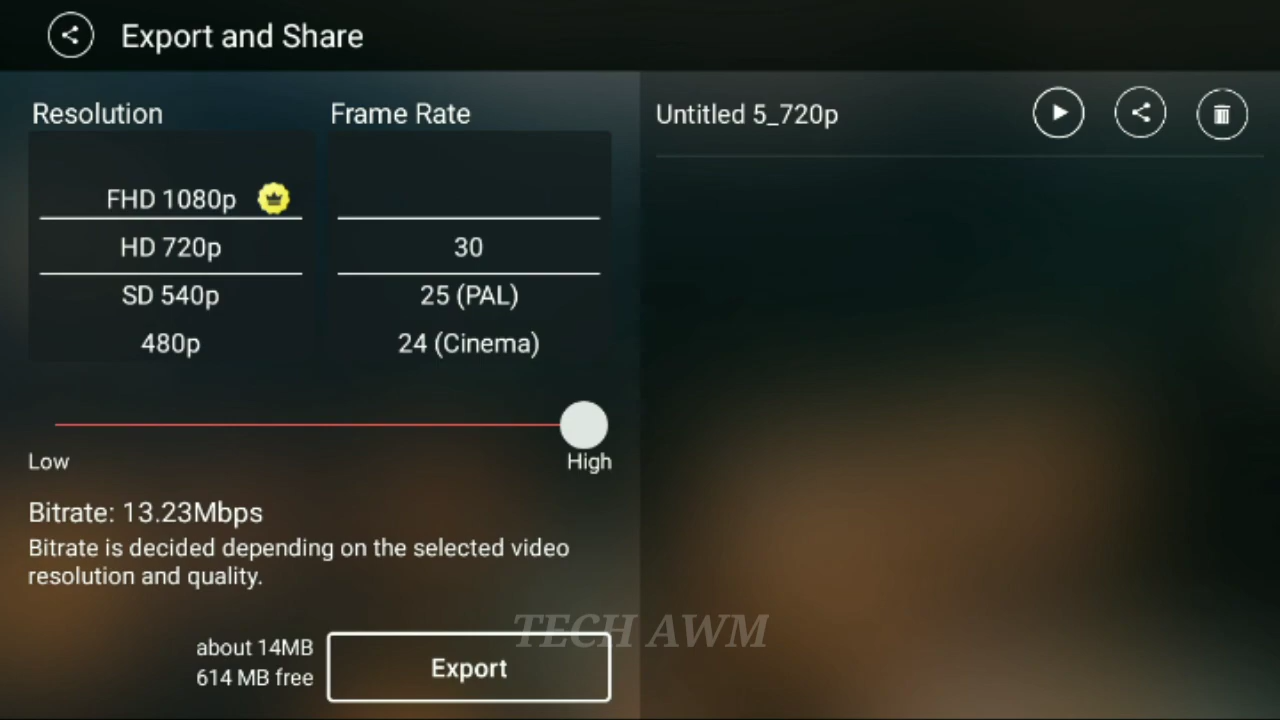 Export and Share
Resolution
FHD 1080p
HD 720p
SD 540p
480p
Frame Rate
30
25 (PAL)
24 (Cinema)
Low
High
Bitrate: 13.23Mbps
Bitrate is decided depending on the selected video
resolution and quality.
about 14MB
614 MB free
Export
Untitled 5_720p
TECH AWM